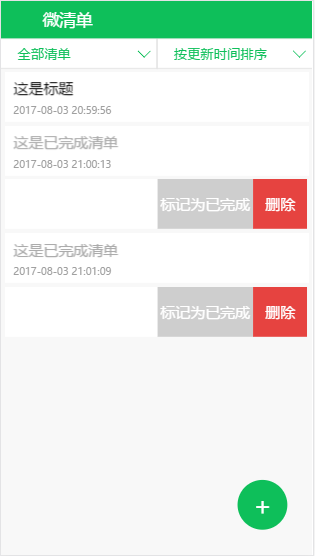 微清单
全部清单 按更新时间排序
这是标题
2017-08-03 20:59:56
这是已完成清单
2017-08-03 21:00:13
标记为已完成 删除
这是已完成清单
2017-08-03 21:01:09
标记为已完成 删除
+